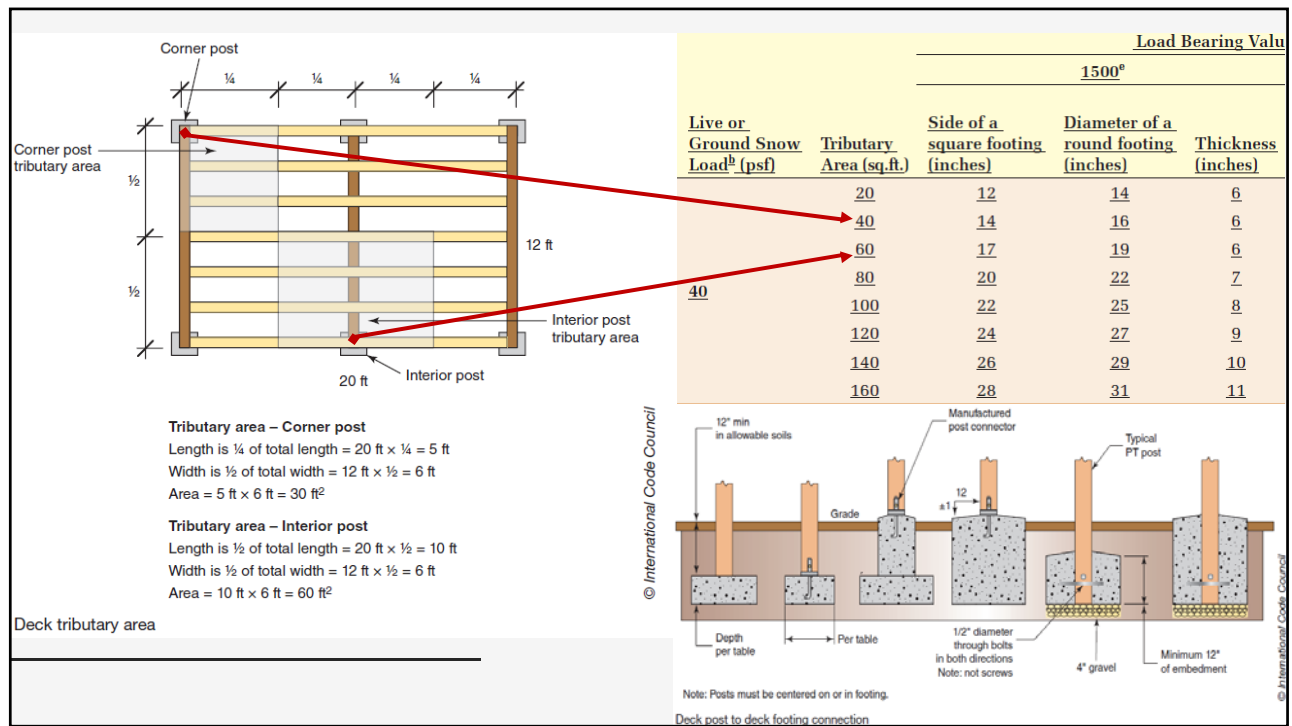 Corner post
¼ ¼ ¼ ¼
Corner post
tributary area
½
12 ft
½
Interior post
tributary area
Interior post
20 ft
Tributary area – Corner post
Length is ¼ of total length = 20 ft × ¼ = 5 ft
Width is ½ of total width = 12 ft × ½ = 6 ft
Area = 5 ft × 6 ft = 30 ft²
Tributary area – Interior post
Length is ½ of total length = 20 ft × ½ = 10 ft
Width is ½ of total width = 12 ft × ½ = 6 ft
Area = 10 ft × 6 ft = 60 ft²
Deck tributary area
© International Code Council
Load Bearing Valu
1500ᵉ
Live or
Ground Snow
Loadᵇ (psf)
Tributary
Area (sq.ft.)
Side of a
square footing
(inches)
Diameter of a
round footing
(inches)
Thickness
(inches)
40
20 12 14 6
40 14 16 6
60 17 19 6
80 20 22 7
100 22 25 8
120 24 27 9
140 26 29 10
160 28 31 11
12" min
in allowable soils
Manufactured
post connector
Typical
PT post
12
±1
Grade
Depth
per table
Per table
1/2" diameter
through bolts
in both directions
Note: not screws
4" gravel
Minimum 12"
of embedment
Note: Posts must be centered on or in footing.
Deck post to deck footing connection
© International Code Council